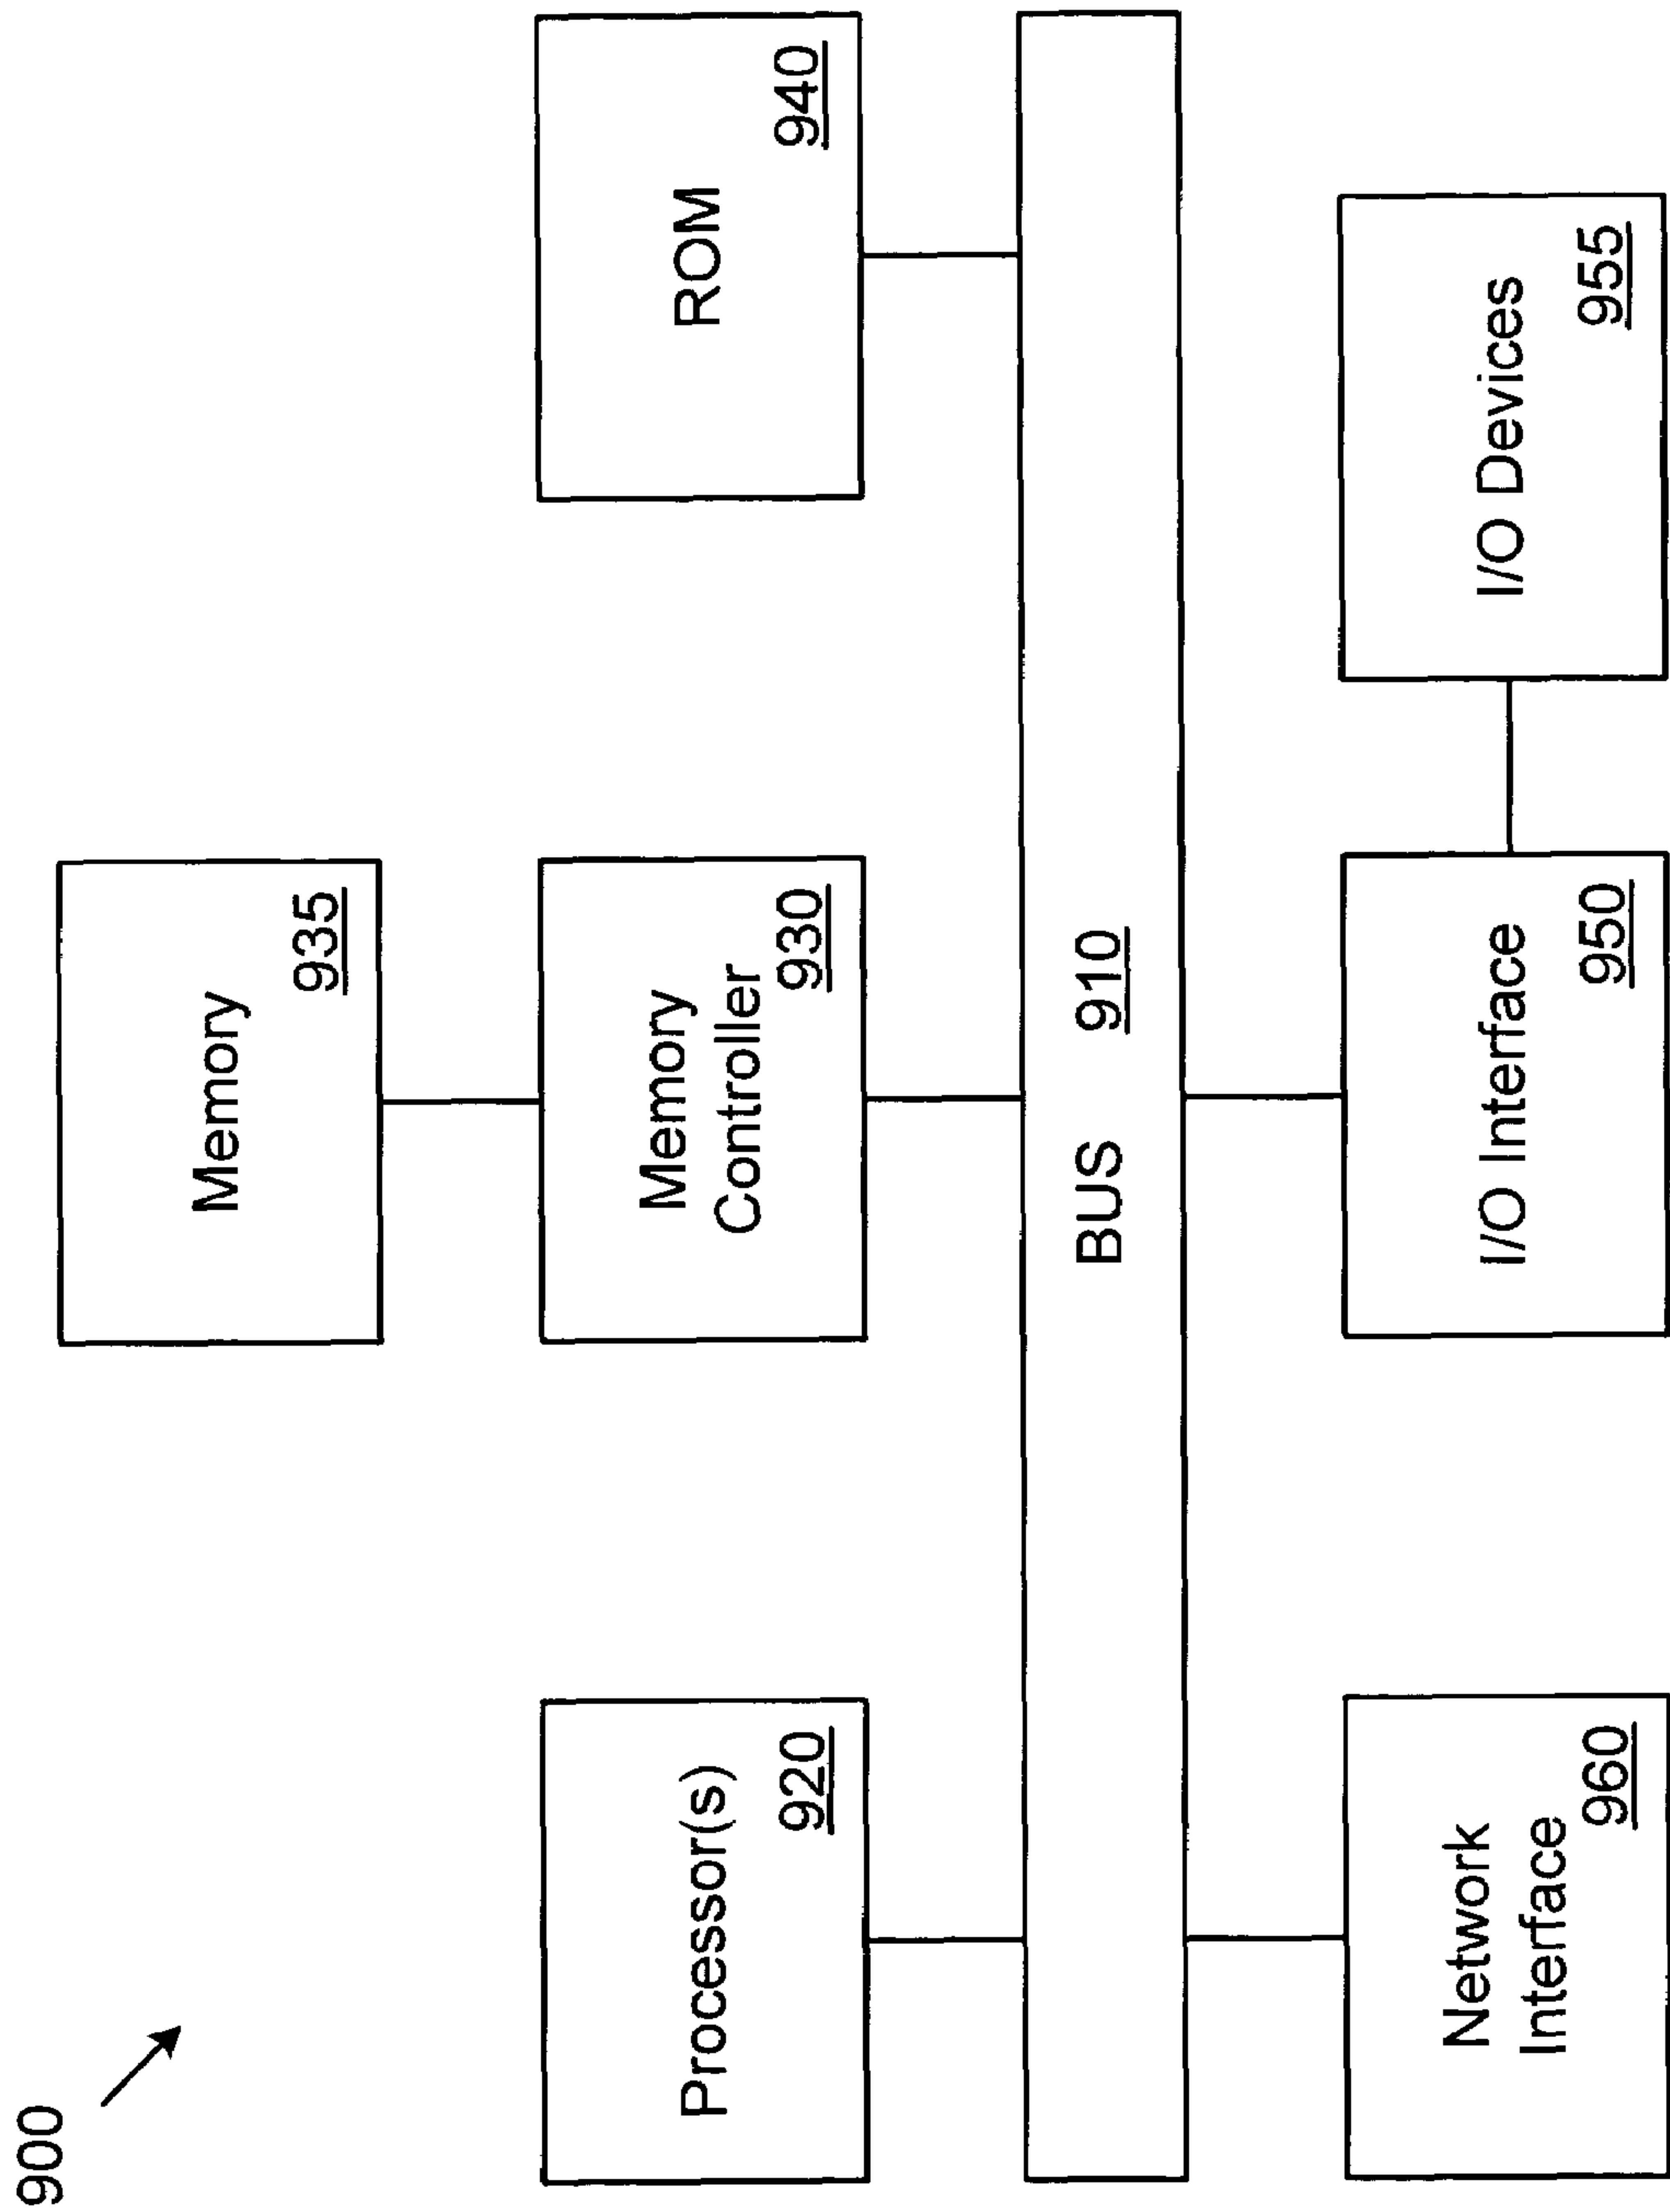 900
Memory
935
Processor(s)
920
Memory
Controller
930
ROM
940
BUS 910
Network
Interface
960
I/O Interface
950
I/O Devices
955